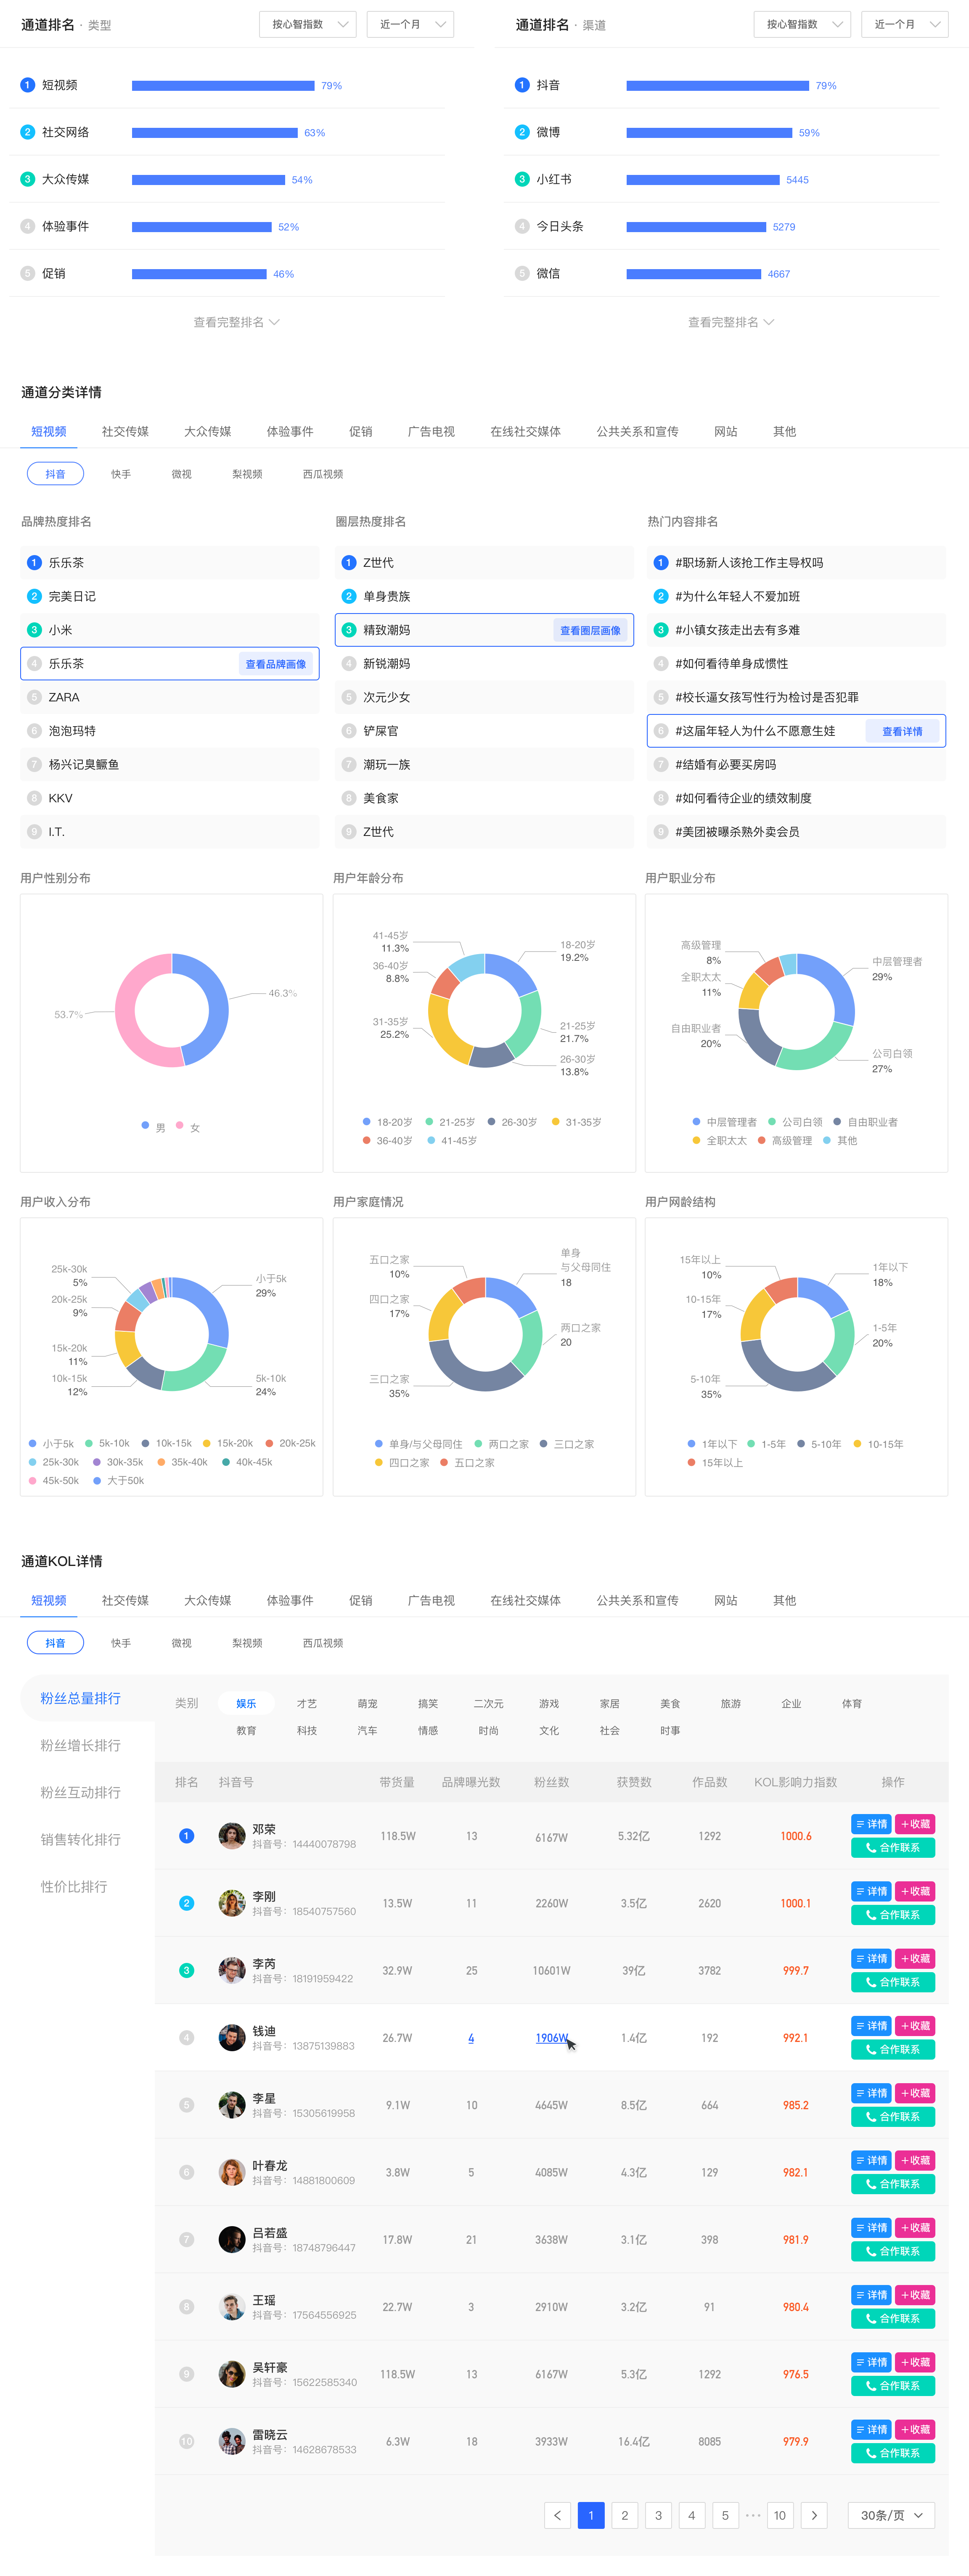 通道排名 · 类型
按心智指数
近一个月
1 短视频 79%
2 社交网络 63%
3 大众传媒 54%
4 体验事件 52%
5 促销 46%
查看完整排名
通道排名 · 渠道
按心智指数
近一个月
1 抖音 79%
2 微博 59%
3 小红书 5445
4 今日头条 5279
5 微信 4667
查看完整排名
通道分类详情
短视频 社交传媒 大众传媒 体验事件 促销 广告电视 在线社交媒体 公共关系和宣传 网站 其他
抖音 快手 微视 梨视频 西瓜视频
品牌热度排名
1 乐乐茶
2 完美日记
3 小米
4 乐乐茶 查看品牌画像
5 ZARA
6 泡泡玛特
7 杨兴记臭鳜鱼
8 KKV
9 I.T.
圈层热度排名
1 Z世代
2 单身贵族
3 精致潮妈 查看圈层画像
4 新锐潮妈
5 次元少女
6 铲屎官
7 潮玩一族
8 美食家
9 Z世代
热门内容排名
1 #职场新人该抢工作主导权吗
2 #为什么年轻人不爱加班
3 #小镇女孩走出去有多难
4 #如何看待单身成惯性
5 #校长逼女孩写性行为检讨是否犯罪
6 #这届年轻人为什么不愿意生娃 查看详情
7 #结婚有必要买房吗
8 #如何看待企业的绩效制度
9 #美团被曝杀熟外卖会员
用户性别分布
46.3%
53.7%
男 女
用户年龄分布
41-45岁
11.3%
36-40岁
8.8%
31-35岁
25.2%
18-20岁
19.2%
21-25岁
21.7%
26-30岁
13.8%
18-20岁 21-25岁 26-30岁 31-35岁
36-40岁 41-45岁
用户职业分布
高级管理
8%
全职太太
11%
自由职业者
20%
中层管理者
29%
公司白领
27%
中层管理者 公司白领 自由职业者
全职太太 高级管理 其他
用户收入分布
25k-30k
5%
20k-25k
9%
15k-20k
11%
10k-15k
12%
小于5k
29%
5k-10k
24%
小于5k 5k-10k 10k-15k 15k-20k 20k-25k
25k-30k 30k-35k 35k-40k 40k-45k
45k-50k 大于50k
用户家庭情况
五口之家
10%
四口之家
17%
三口之家
35%
单身
与父母同住
18
两口之家
20
单身/与父母同住 两口之家 三口之家
四口之家 五口之家
用户网龄结构
15年以上
10%
10-15年
17%
5-10年
35%
1年以下
18%
1-5年
20%
1年以下 1-5年 5-10年 10-15年
15年以上
通道KOL详情
短视频 社交传媒 大众传媒 体验事件 促销 广告电视 在线社交媒体 公共关系和宣传 网站 其他
抖音 快手 微视 梨视频 西瓜视频
粉丝总量排行
粉丝增长排行
粉丝互动排行
销售转化排行
性价比排行
类别 娱乐 才艺 萌宠 搞笑 二次元 游戏 家居 美食 旅游 企业 体育
教育 科技 汽车 情感 时尚 文化 社会 时事
排名 抖音号 带货量 品牌曝光数 粉丝数 获赞数 作品数 KOL影响力指数 操作
1 邓荣 118.5W 13 6167W 5.32亿 1292 1000.6 详情 +收藏
抖音号：14440078798 合作联系
2 李刚 13.5W 11 2260W 3.5亿 2620 1000.1 详情 +收藏
抖音号：18540757560 合作联系
3 李芮 32.9W 25 10601W 39亿 3782 999.7 详情 +收藏
抖音号：18191959422 合作联系
4 钱迪 26.7W 4 1906W 1.4亿 192 992.1 详情 +收藏
抖音号：13875139883 合作联系
5 李星 9.1W 10 4645W 8.5亿 664 985.2 详情 +收藏
抖音号：15305619958 合作联系
6 叶春龙 3.8W 5 4085W 4.3亿 129 982.1 详情 +收藏
抖音号：14881800609 合作联系
7 吕若盛 17.8W 21 3638W 3.1亿 398 981.9 详情 +收藏
抖音号：18748796447 合作联系
8 王瑶 22.7W 3 2910W 3.2亿 91 980.4 详情 +收藏
抖音号：17564556925 合作联系
9 吴轩豪 118.5W 13 6167W 5.3亿 1292 976.5 详情 +收藏
抖音号：15622585340 合作联系
10 雷晓云 6.3W 18 3933W 16.4亿 8085 979.9 详情 +收藏
抖音号：14628678533 合作联系
< 1 2 3 4 5 ··· 10 > 30条/页